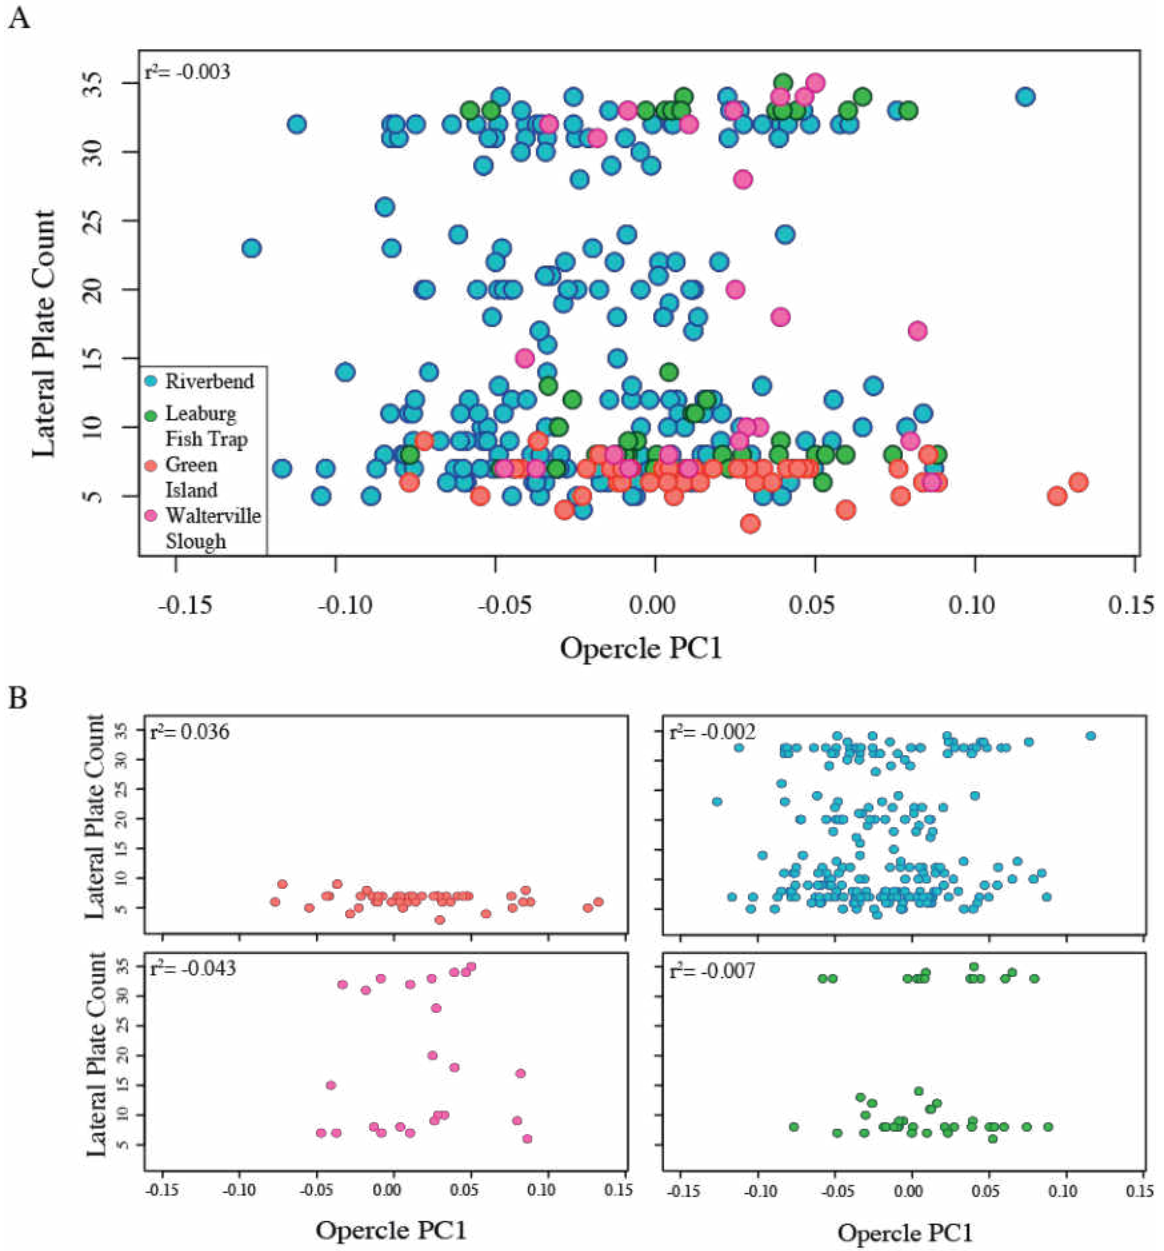 A
r²= -0.003
35
30
25
20
15
10
5
Lateral Plate Count
Riverbend
Leaburg
Fish Trap
Green
Island
Walterville
Slough
-0.15 -0.10 -0.05 0.00 0.05 0.10 0.15
Opercle PC1
B
r²= 0.036
35
30
25
20
15
10
5
Lateral Plate Count
r²= -0.002
r²= -0.043
35
30
25
20
15
10
5
Lateral Plate Count
r²= -0.007
-0.15 -0.10 -0.05 0.00 0.05 0.10 0.15
Opercle PC1
-0.15 -0.10 -0.05 0.00 0.05 0.10 0.15
Opercle PC1